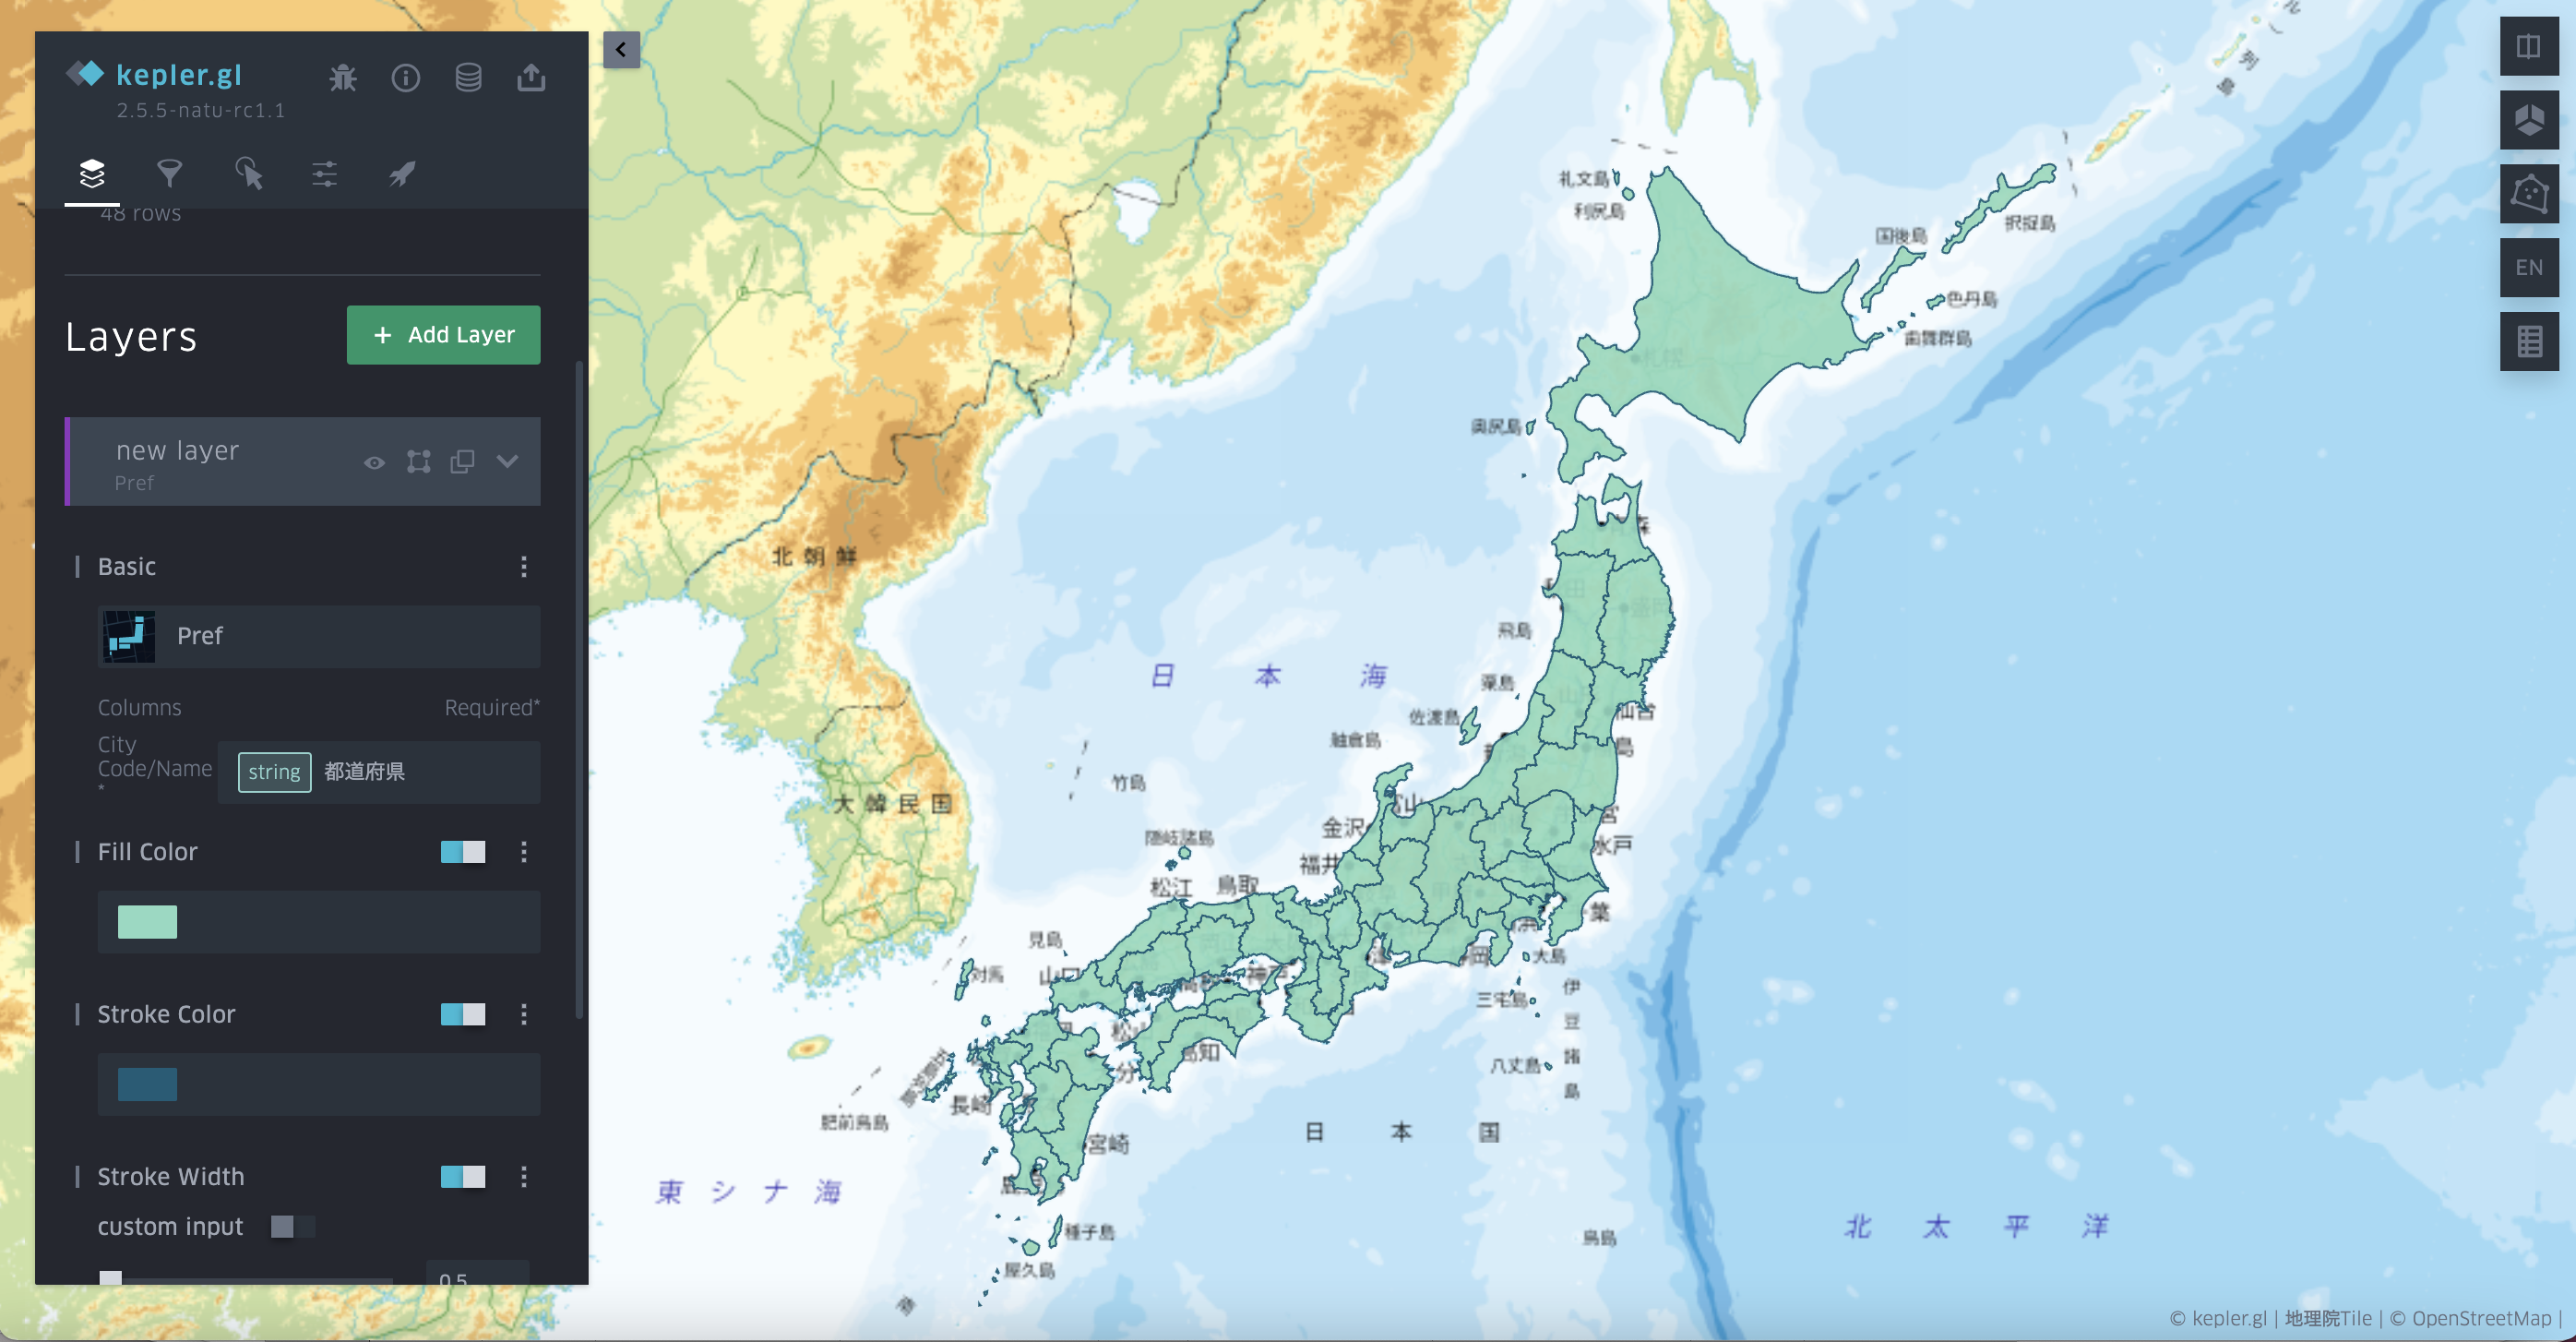 kepler.gl
2.5.5-natu-rc1.1
48 rows
Layers
+ Add Layer
new layer
Pref
Basic
Pref
Columns
Required*
City
Code/Name
*
string 都道府県
Fill Color
Stroke Color
Stroke Width
custom input
0.5
EN
列
島
礼文島
利尻島
択捉島
国後島
色丹島
歯舞群島
札幌
奥尻島
北朝鮮
飛島
粟島
日本海
佐渡島
仙台
舳倉島
竹島
大韓民国
金沢
水戸
隠岐諸島
福井
松江
鳥取
見島
対馬
大島
三宅島
伊
豆
諸
島
八丈島
長崎
肥前鳥島
宮崎
日本国
東シナ海
種子島
鳥島
北太平洋
屋久島
© kepler.gl | 地理院Tile | © OpenStreetMap |